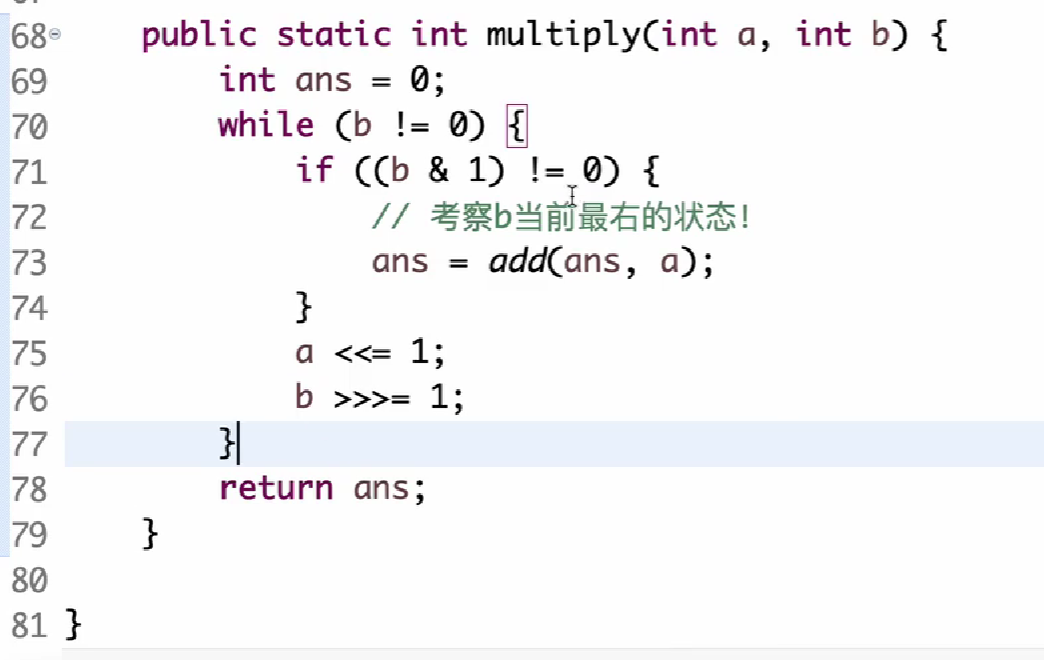 68 public static int multiply(int a, int b) {
69 int ans = 0;
70 while (b != 0) {
71 if ((b & 1) != 0) {
72 // 考察b当前最右的状态!
73 ans = add(ans, a);
74 }
75 a <<= 1;
76 b >>>= 1;
77 }
78 return ans;
79 }
80
81 }